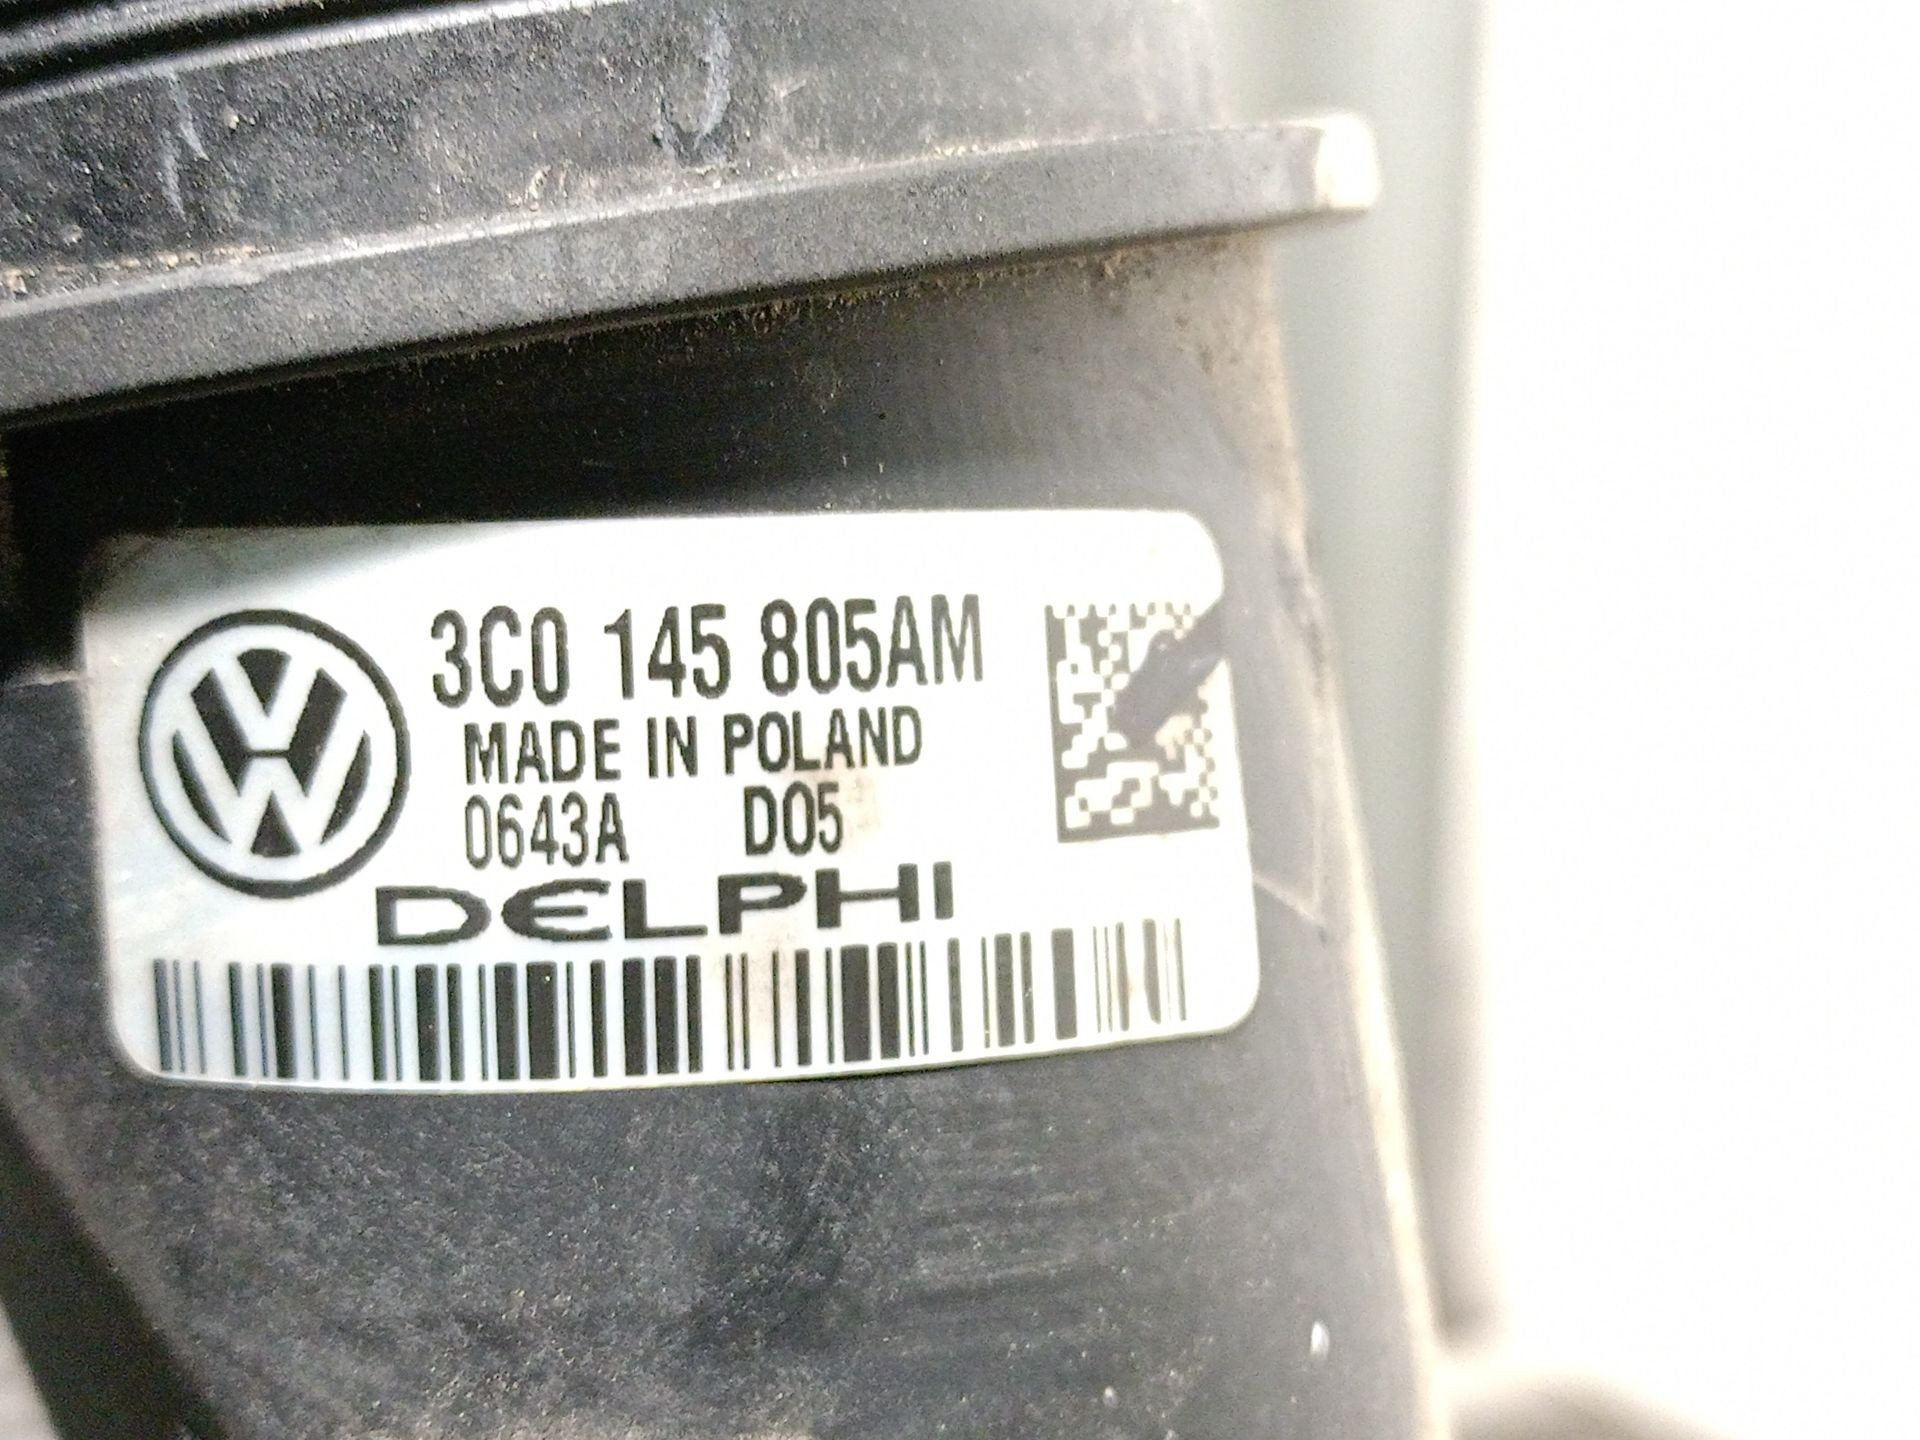 3C0 145 805AM
MADE IN POLAND
0643A D05
DELPHI